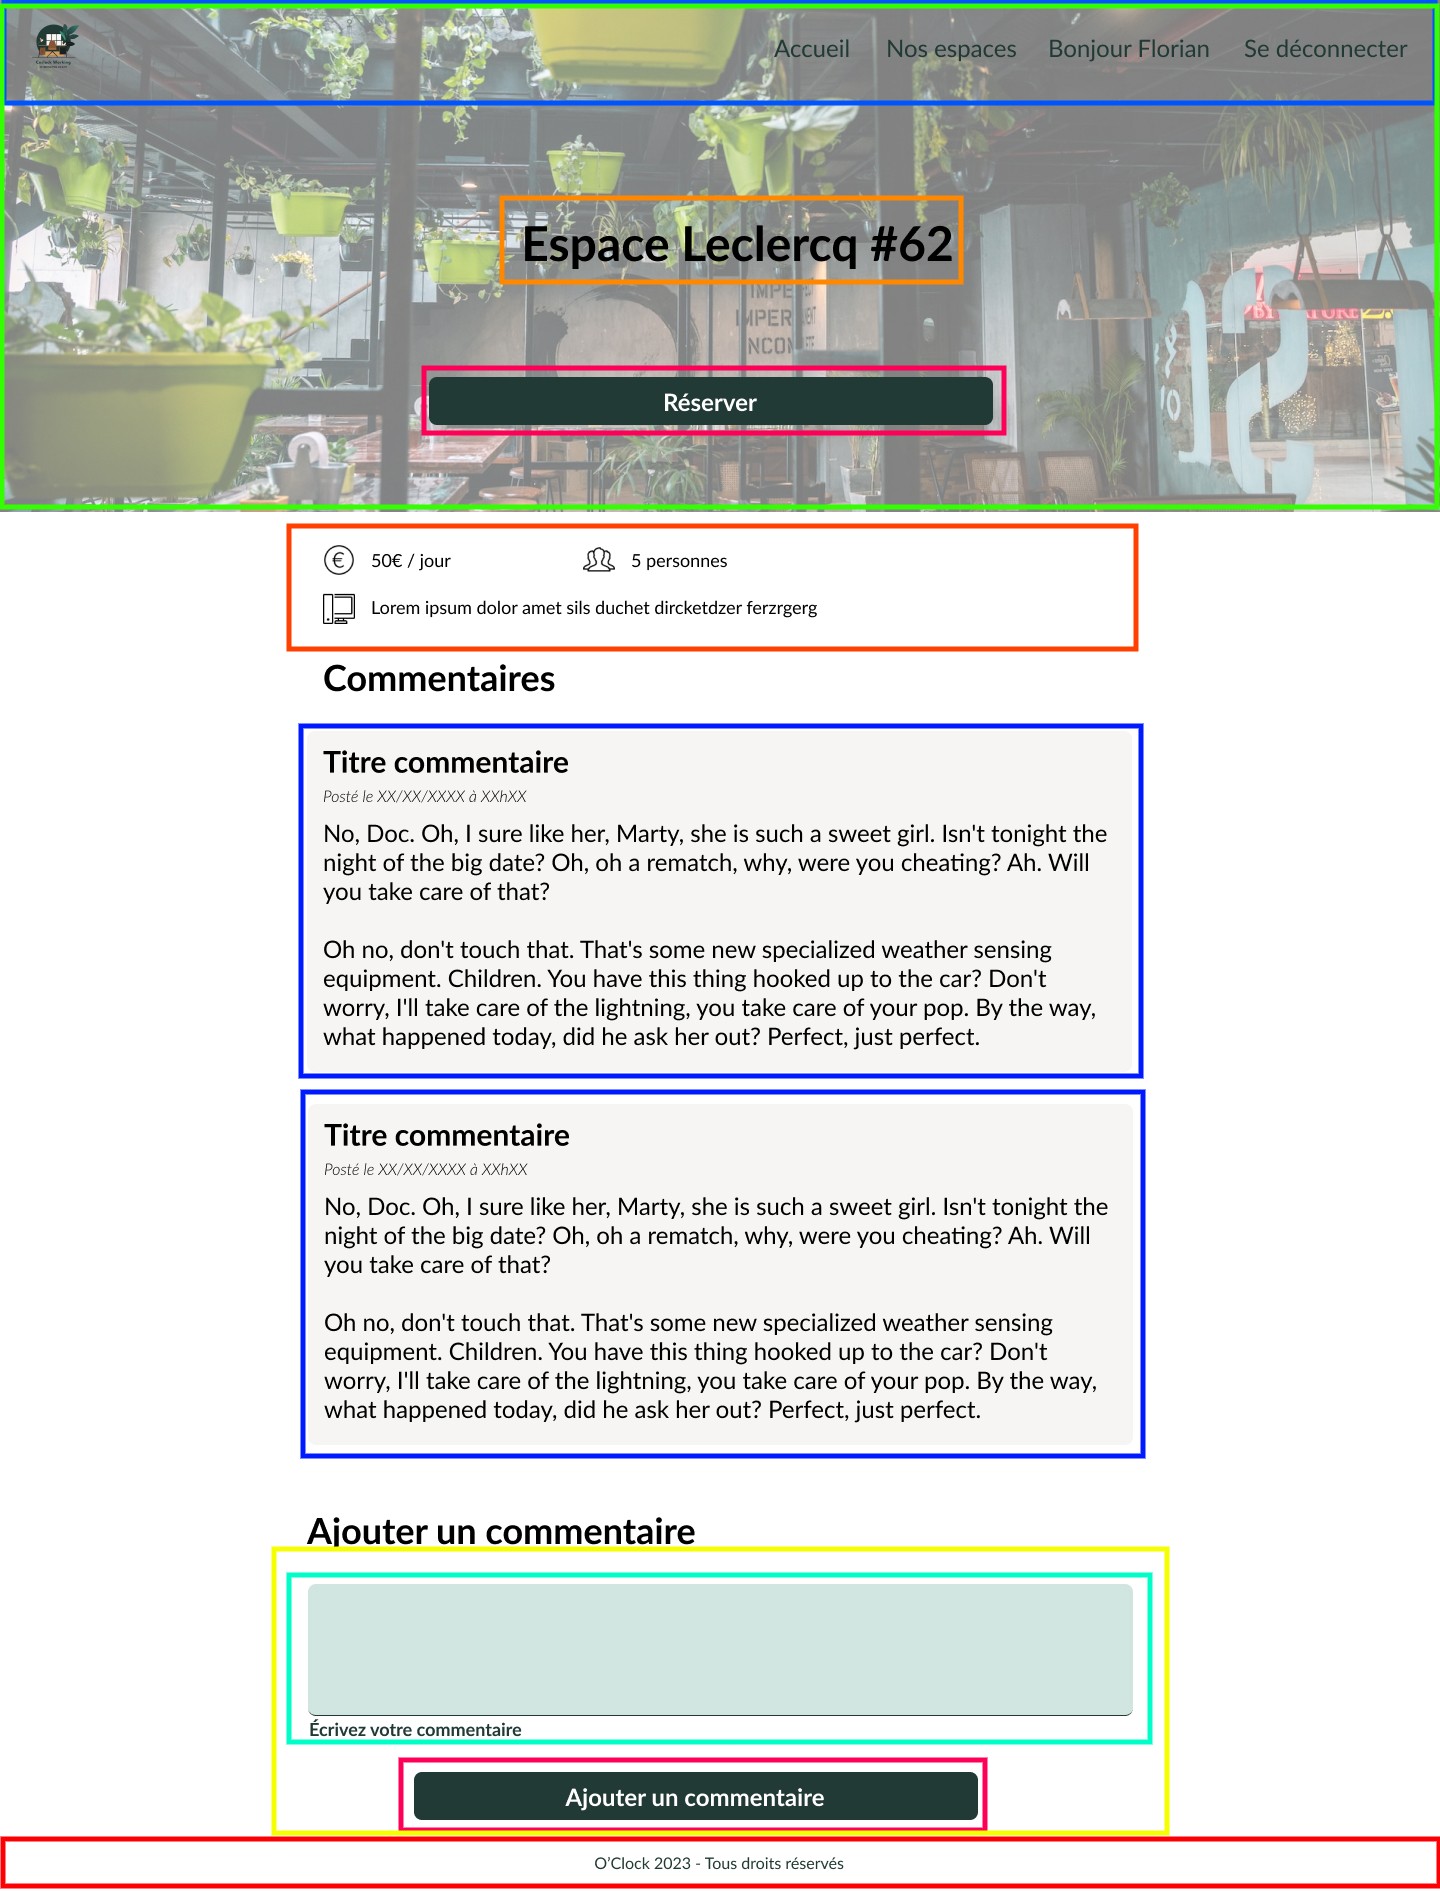 Accueil Nos espaces Bonjour Florian Se déconnecter
Espace Leclercq #62
Réserver
50€ / jour 5 personnes
Lorem ipsum dolor amet sils duchet dircketdzer ferzrgerg
Commentaires
Titre commentaire
Posté le XX/XX/XXXX à XXhXX
No, Doc. Oh, I sure like her, Marty, she is such a sweet girl. Isn't tonight the
night of the big date? Oh, oh a rematch, why, were you cheating? Ah. Will
you take care of that?
Oh no, don't touch that. That's some new specialized weather sensing
equipment. Children. You have this thing hooked up to the car? Don't
worry, I'll take care of the lightning, you take care of your pop. By the way,
what happened today, did he ask her out? Perfect, just perfect.
Titre commentaire
Posté le XX/XX/XXXX à XXhXX
No, Doc. Oh, I sure like her, Marty, she is such a sweet girl. Isn't tonight the
night of the big date? Oh, oh a rematch, why, were you cheating? Ah. Will
you take care of that?
Oh no, don't touch that. That's some new specialized weather sensing
equipment. Children. You have this thing hooked up to the car? Don't
worry, I'll take care of the lightning, you take care of your pop. By the way,
what happened today, did he ask her out? Perfect, just perfect.
Ajouter un commentaire
Écrivez votre commentaire
Ajouter un commentaire
O'Clock 2023 - Tous droits réservés